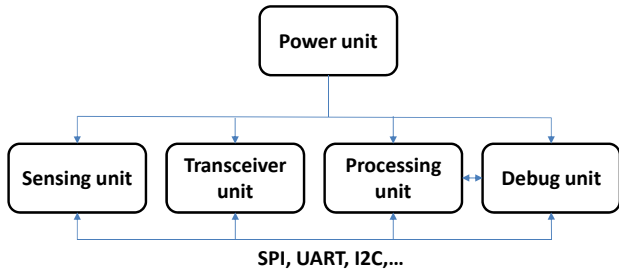 Power unit
Sensing unit
Transceiver
unit
Processing
unit
Debug unit
SPI, UART, I2C,...